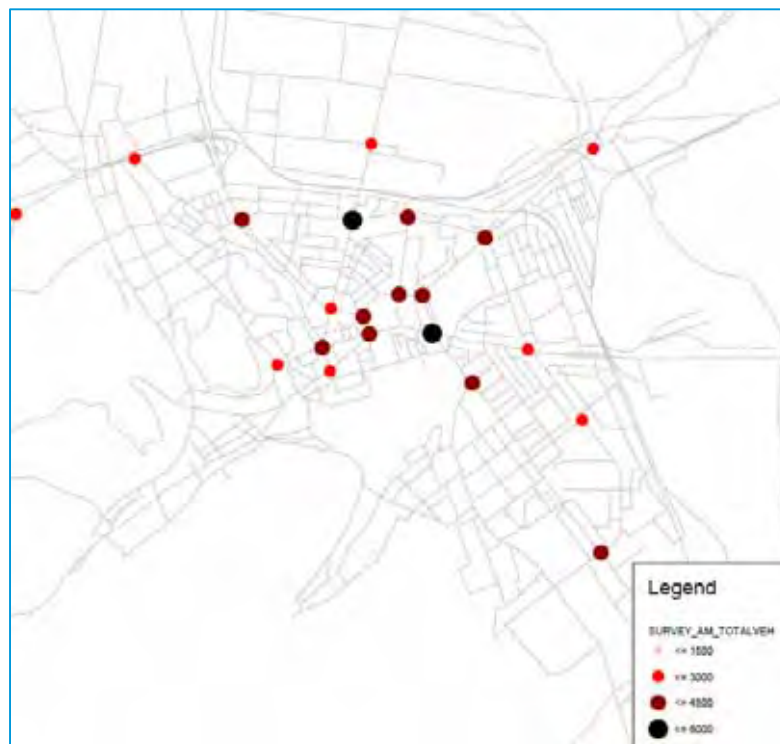 Legend
SURVEY_AM_TOTALVEH
<= 1500
<= 3000
<= 4500
<= 6000